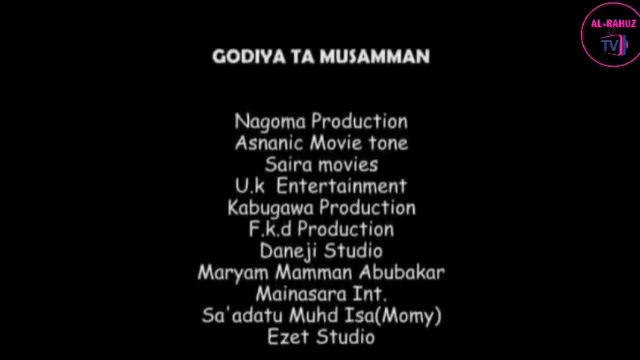 AL-RAHUZ
TV
GODIYA TA MUSAMMAN
Nagoma Production
Asnanic Movie tone
Saira movies
U.k Entertainment
Kabugawa Production
F.k.d Production
Daneji Studio
Maryam Mamman Abubakar
Mainasara Int.
Sa'adatu Muhd Isa(Momy)
Ezet Studio